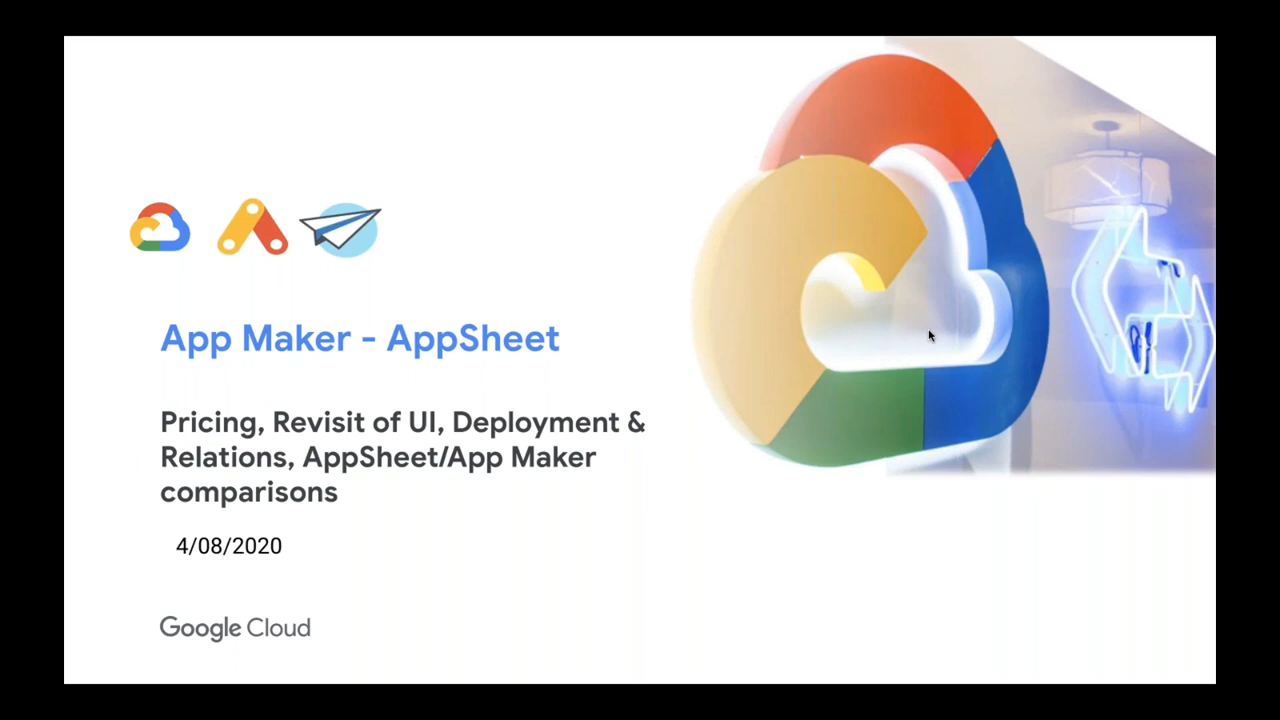 App Maker - AppSheet
Pricing, Revisit of UI, Deployment &
Relations, AppSheet/App Maker
comparisons
4/08/2020
Google Cloud